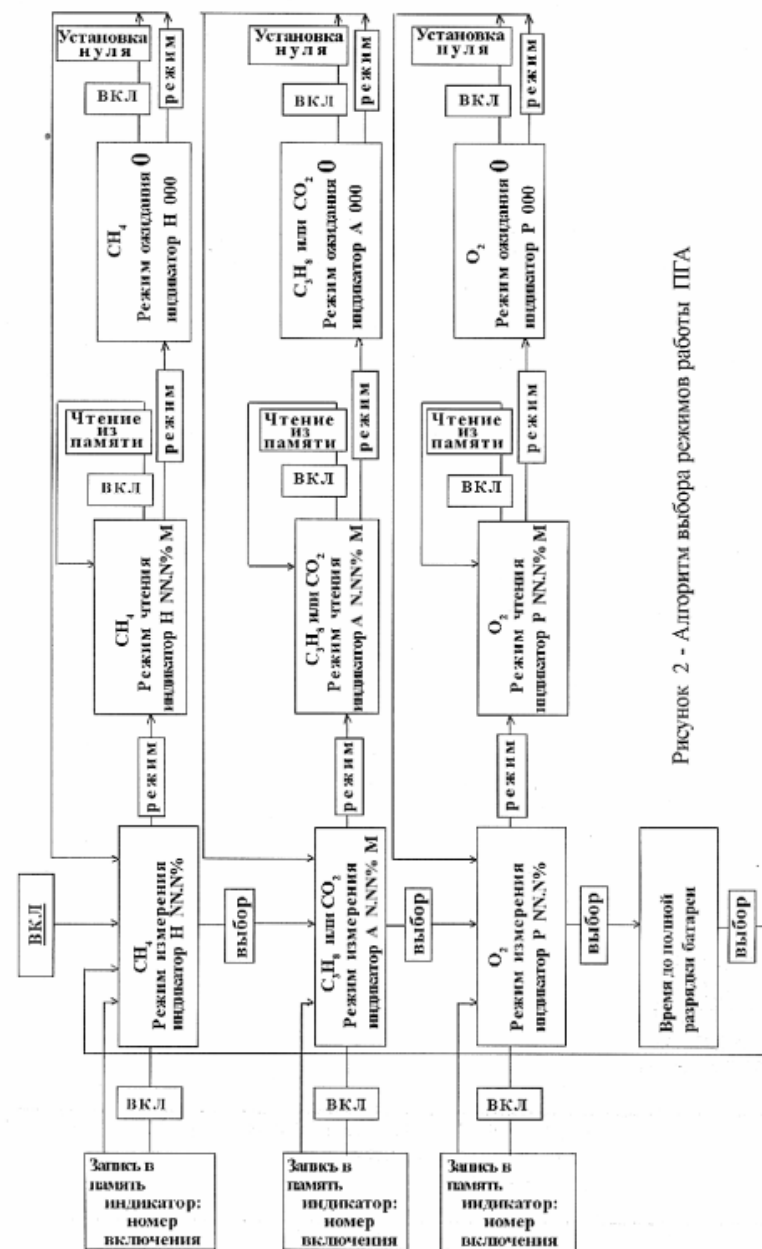 ВКЛ
CH₄
Режим измерения
индикатор Н NN.N%
режим
CH₄
Режим чтения
индикатор Н NN.N% М
режим
CH₄
Режим ожидания 0
индикатор Н 000
режим
ВКЛ
Чтение
из
памяти
ВКЛ
Установка
нуля
ВКЛ
Запись в
память
индикатор:
номер
включения
выбор
C₃H₈ или CO₂
Режим измерения
индикатор А N.NN% М
режим
C₃H₈ или CO₂
Режим чтения
индикатор А N.NN% М
режим
C₃H₈ или CO₂
Режим ожидания 0
индикатор А 000
режим
ВКЛ
Чтение
из
памяти
ВКЛ
Установка
нуля
ВКЛ
Запись в
память
индикатор:
номер
включения
выбор
O₂
Режим измерения
индикатор Р NN.N%
режим
O₂
Режим чтения
индикатор Р NN.N% М
режим
O₂
Режим ожидания 0
индикатор Р 000
режим
ВКЛ
Чтение
из
памяти
ВКЛ
Установка
нуля
ВКЛ
Запись в
память
индикатор:
номер
включения
выбор
Время до полной
разрядки батареи
выбор
Рисунок 2 - Алгоритм выбора режимов работы ПГА